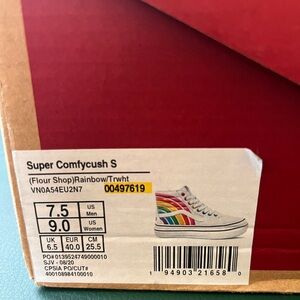 Super Comfycush S
(Flour Shop)Rainbow/Trwht
VN0A54EU2N7 00497619
7.5 US Men
9.0 US Women
UK EUR CM
6.5 40.0 25.5
PO# 0139524749000010
SJV - 08/20
CPSIA PO/CUT#
400108984100010
1 94903 21658 0